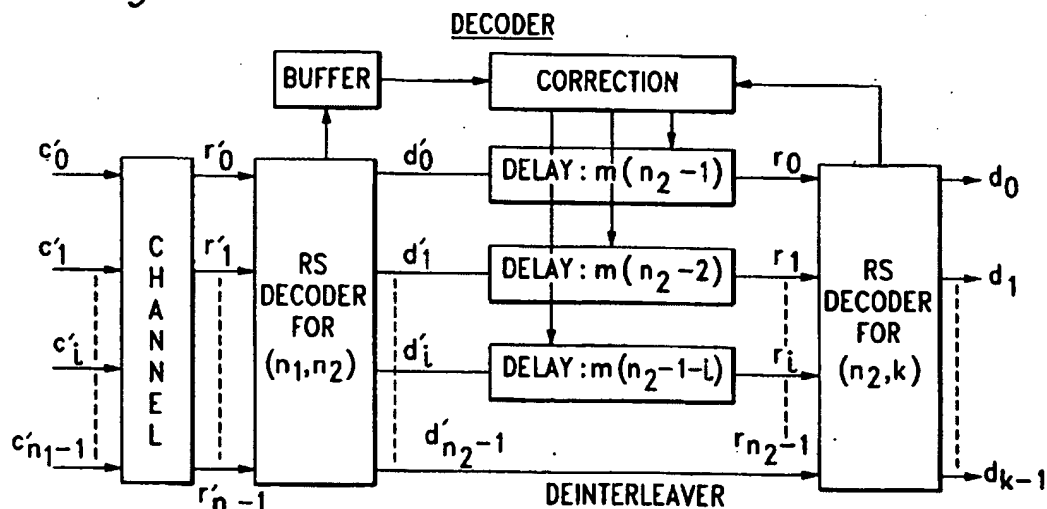 DECODER
BUFFER
CORRECTION
c'0
r'0
d'0
DELAY : m(n2-1)
r0
d0
c'1
r'1
d'1
DELAY : m(n2-2)
r1
d1
CHANNEL
RS
DECODER
FOR
(n1,n2)
RS
DECODER
FOR
(n2,k)
c'i
d'i
DELAY : m(n2-1-i)
ri
c'n1-1
r'n -1
d'n2-1
rn2-1
dk-1
DEINTERLEAVER